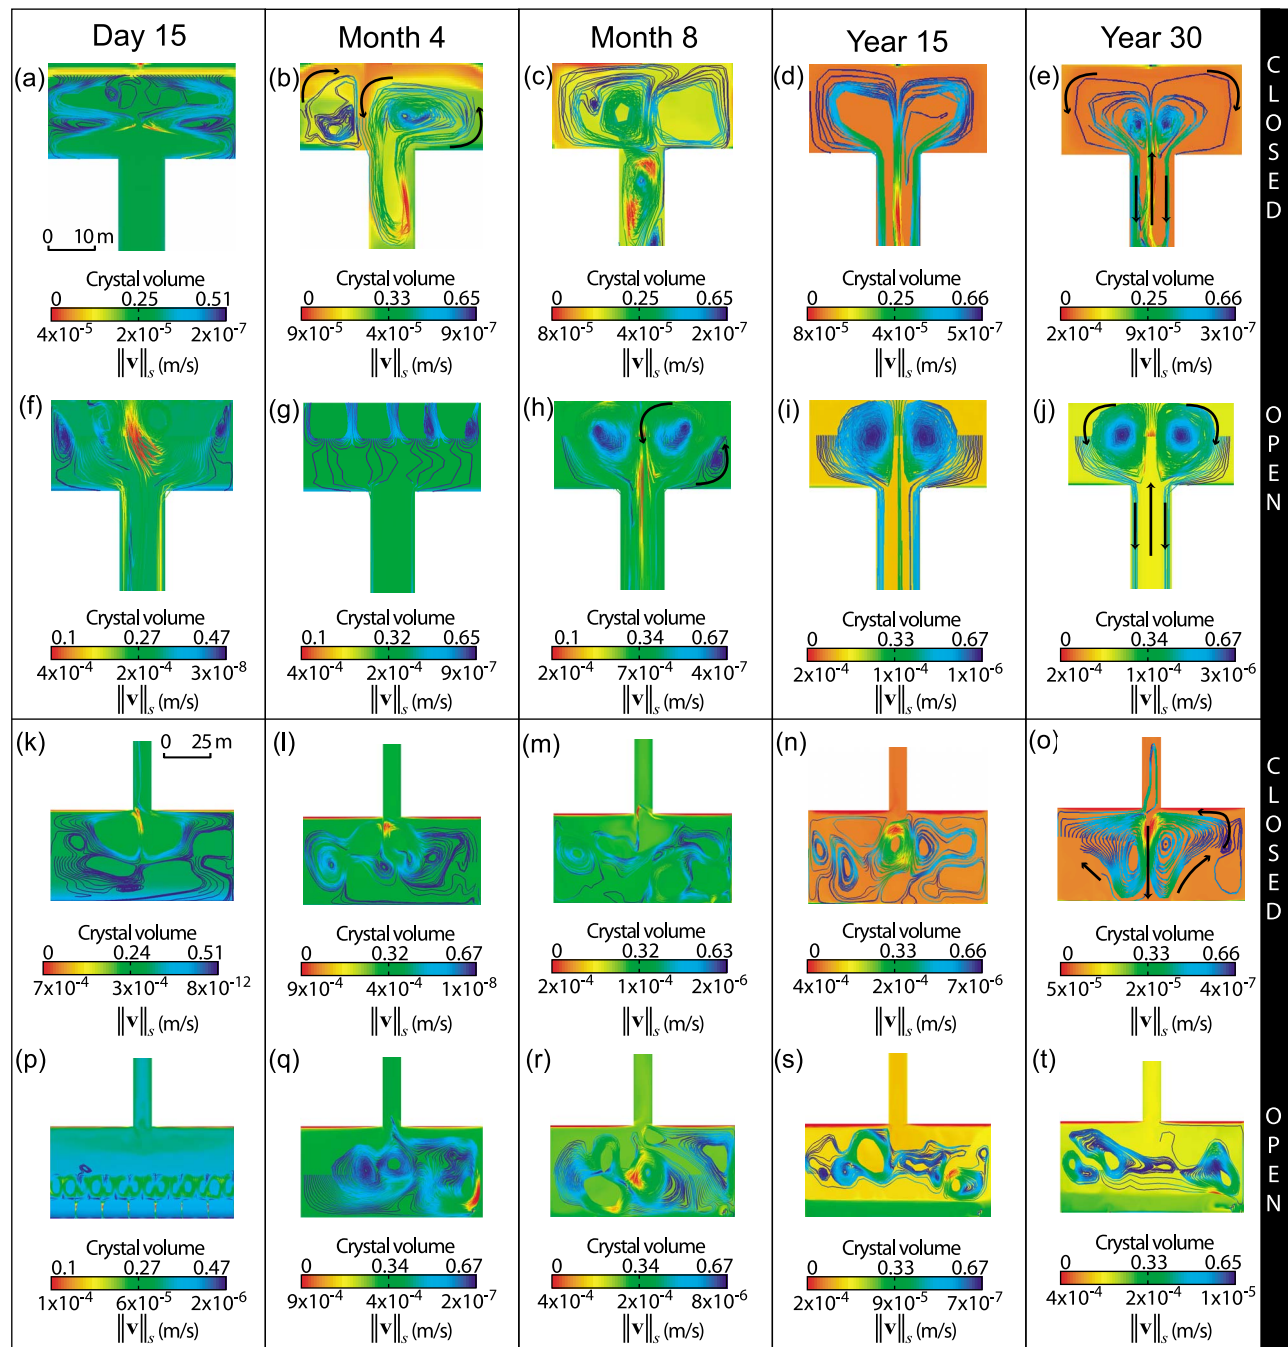 Day 15 Month 4 Month 8 Year 15 Year 30
(a) (b) (c) (d) (e)
CLOSED
0 10 m
Crystal volume Crystal volume Crystal volume Crystal volume Crystal volume
0 0.25 0.51 0 0.33 0.65 0 0.25 0.65 0 0.25 0.66 0 0.25 0.66
4x10-5 2x10-5 2x10-7 9x10-5 4x10-5 9x10-7 8x10-5 4x10-5 2x10-7 8x10-5 4x10-5 5x10-7 2x10-4 9x10-5 3x10-7
||v||s (m/s) ||v||s (m/s) ||v||s (m/s) ||v||s (m/s) ||v||s (m/s)
(f) (g) (h) (i) (j)
OPEN
Crystal volume Crystal volume Crystal volume Crystal volume Crystal volume
0.1 0.27 0.47 0.1 0.32 0.65 0.1 0.34 0.67 0 0.33 0.67 0 0.34 0.67
4x10-4 2x10-4 3x10-8 4x10-4 2x10-4 9x10-7 2x10-4 7x10-4 4x10-7 2x10-4 1x10-4 1x10-6 2x10-4 1x10-4 3x10-6
||v||s (m/s) ||v||s (m/s) ||v||s (m/s) ||v||s (m/s) ||v||s (m/s)
(k) 0 25 m (l) (m) (n) (o)
CLOSED
Crystal volume Crystal volume Crystal volume Crystal volume Crystal volume
0 0.24 0.51 0 0.32 0.67 0 0.32 0.63 0 0.33 0.66 0 0.33 0.66
7x10-4 3x10-4 8x10-12 9x10-4 4x10-4 1x10-8 2x10-4 1x10-4 2x10-6 4x10-4 2x10-4 7x10-6 5x10-5 2x10-5 4x10-7
||v||s (m/s) ||v||s (m/s) ||v||s (m/s) ||v||s (m/s) ||v||s (m/s)
(p) (q) (r) (s) (t)
OPEN
Crystal volume Crystal volume Crystal volume Crystal volume Crystal volume
0.1 0.27 0.47 0 0.34 0.67 0 0.34 0.67 0 0.33 0.67 0 0.33 0.65
1x10-4 6x10-5 2x10-6 9x10-4 4x10-4 2x10-7 4x10-4 2x10-4 8x10-6 2x10-4 9x10-5 7x10-7 4x10-4 2x10-4 1x10-5
||v||s (m/s) ||v||s (m/s) ||v||s (m/s) ||v||s (m/s) ||v||s (m/s)